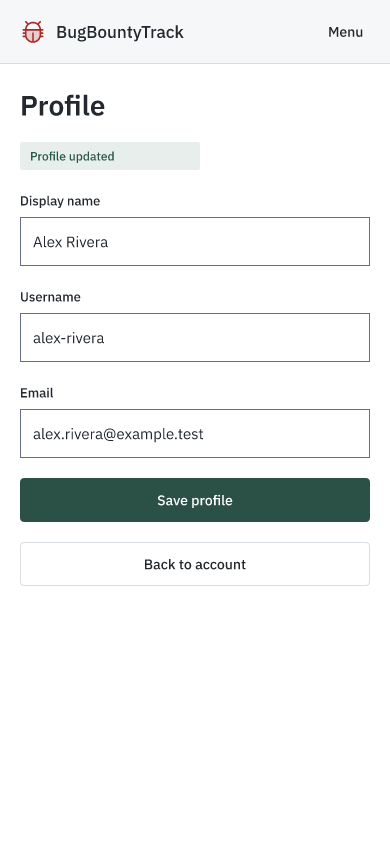 BugBountyTrack
Menu
Profile
Profile updated
Display name
Alex Rivera
Username
alex-rivera
Email
alex.rivera@example.test
Save profile
Back to account